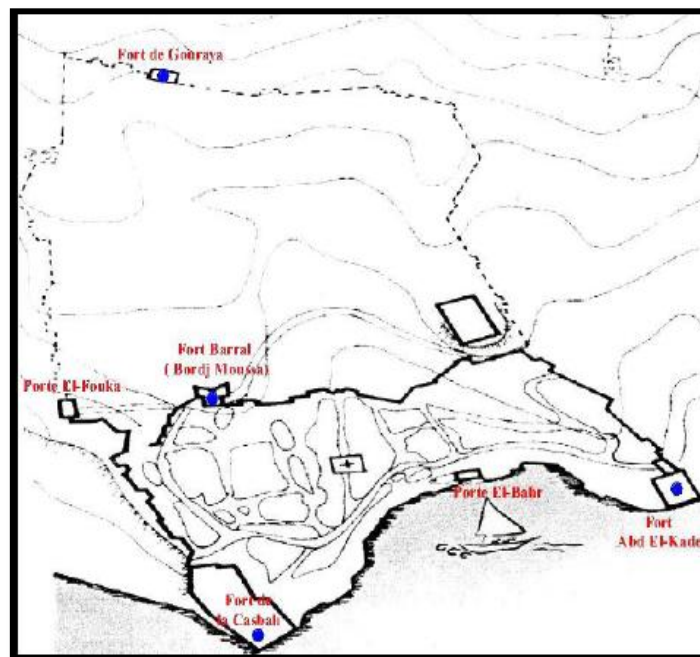 Fort de Gouraya
Fort Barral
( Bordj Moussa)
Porte El-Fouka
Porte El-Bahr
Fort
Abd El-Kade
Fort de
la Casbah